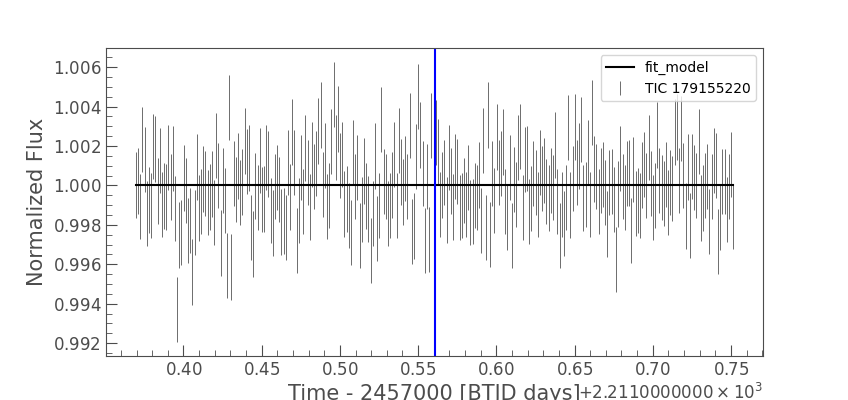 fit_model
TIC 179155220
1.006
1.004
1.002
1.000
0.998
0.996
0.994
0.992
Normalized Flux
0.40 0.45 0.50 0.55 0.60 0.65 0.70 0.75
Time - 2457000 [BTJD days]
+2.2110000000 × 10³